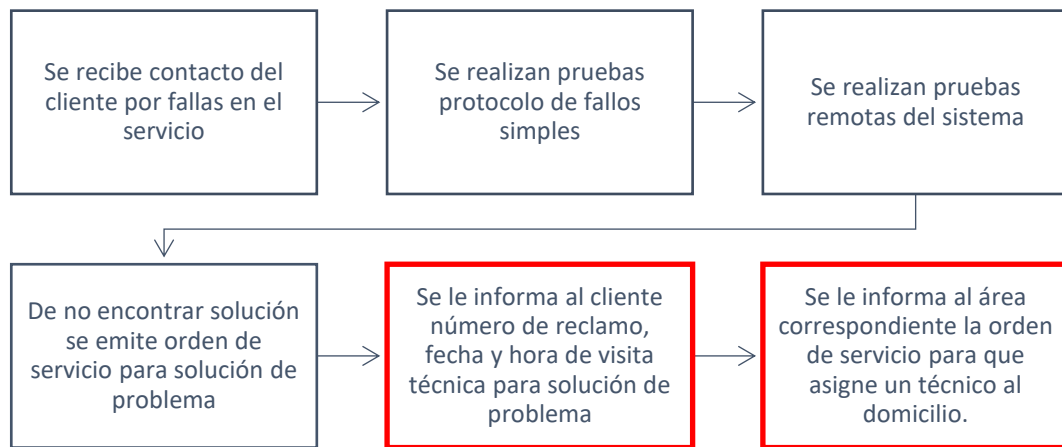 Se recibe contacto del
cliente por fallas en el
servicio
Se realizan pruebas
protocolo de fallos
simples
Se realizan pruebas
remotas del sistema
De no encontrar solución
se emite orden de
servicio para solución de
problema
Se le informa al cliente
número de reclamo,
fecha y hora de visita
técnica para solución de
problema
Se le informa al área
correspondiente la orden
de servicio para que
asigne un técnico al
domicilio.